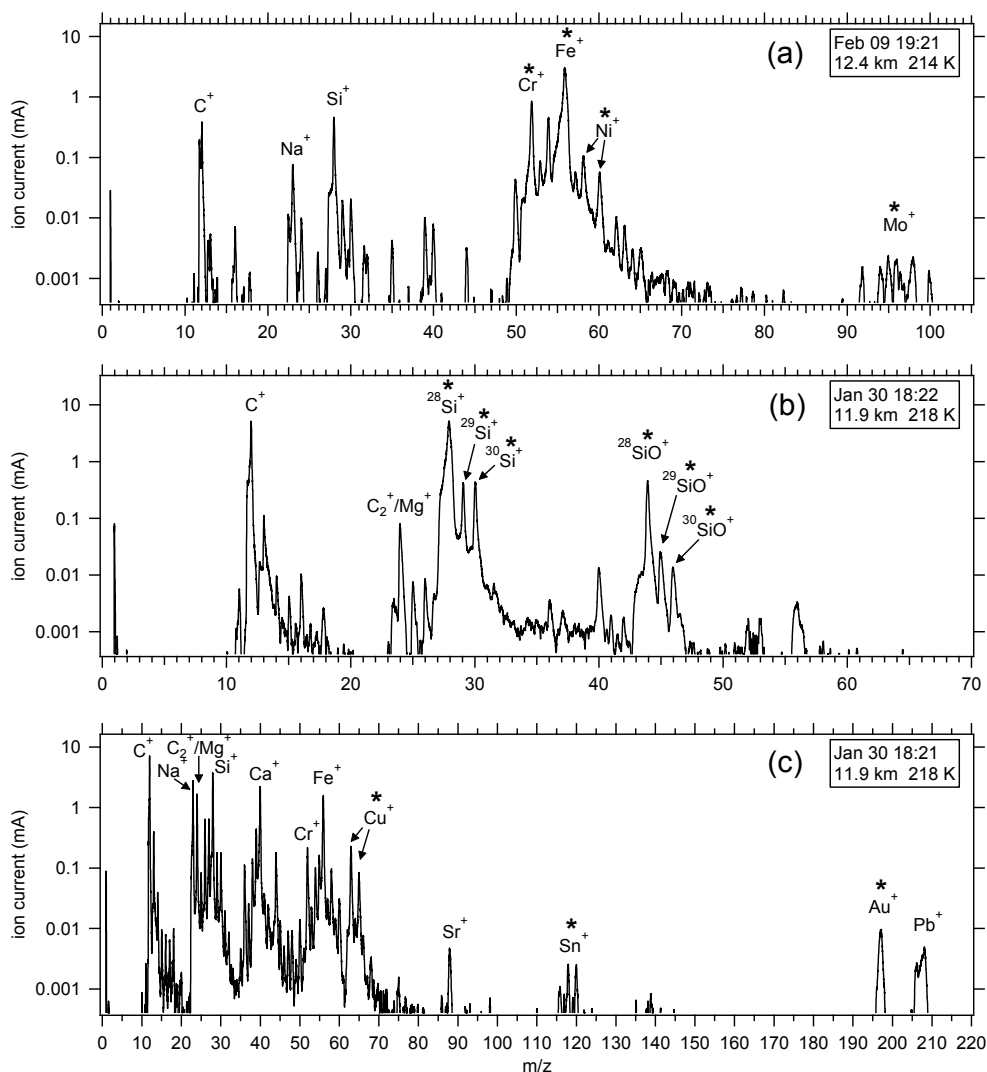 10
1
0.1
0.01
0.001
ion current (mA)
C⁺
Na⁺
Si⁺
*
Cr⁺
*
Fe⁺
*
Ni⁺
*
Mo⁺
(a)
Feb 09 19:21
12.4 km 214 K
0 10 20 30 40 50 60 70 80 90 100
10
1
0.1
0.01
0.001
ion current (mA)
C⁺
C₂⁺/Mg⁺
*
²⁸Si⁺
*
²⁹Si⁺
*
³⁰Si⁺
*
²⁸SiO⁺
*
²⁹SiO⁺
*
³⁰SiO⁺
(b)
Jan 30 18:22
11.9 km 218 K
10 20 30 40 50 60 70
10
1
0.1
0.01
0.001
ion current (mA)
C⁺
Na⁺
C₂⁺/Mg⁺
Si⁺
Ca⁺
Cr⁺
Fe⁺
*
Cu⁺
Sr⁺
*
Sn⁺
*
Au⁺
Pb⁺
(c)
Jan 30 18:21
11.9 km 218 K
0 10 20 30 40 50 60 70 80 90 100 110 120 130 140 150 160 170 180 190 200 210 220
m/z